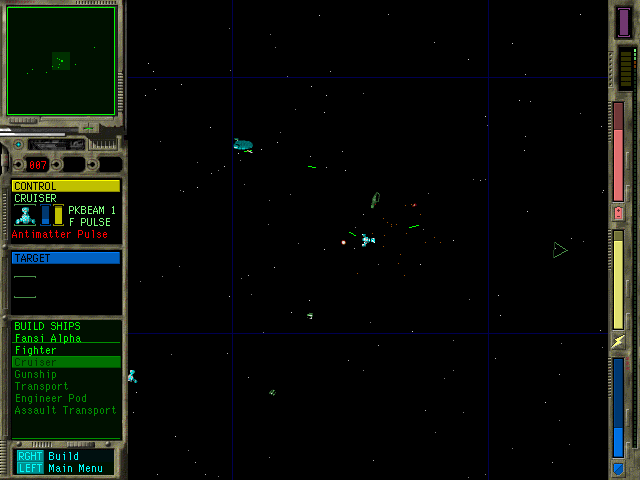 007
CONTROL
CRUISER
PKBEAM 1
F PULSE
Antimatter Pulse
TARGET
BUILD SHIPS
Fansi Alpha
Fighter
Cruiser
Gunship
Transport
Engineer Pod
Assault Transport
RGHT Build
LEFT Main Menu